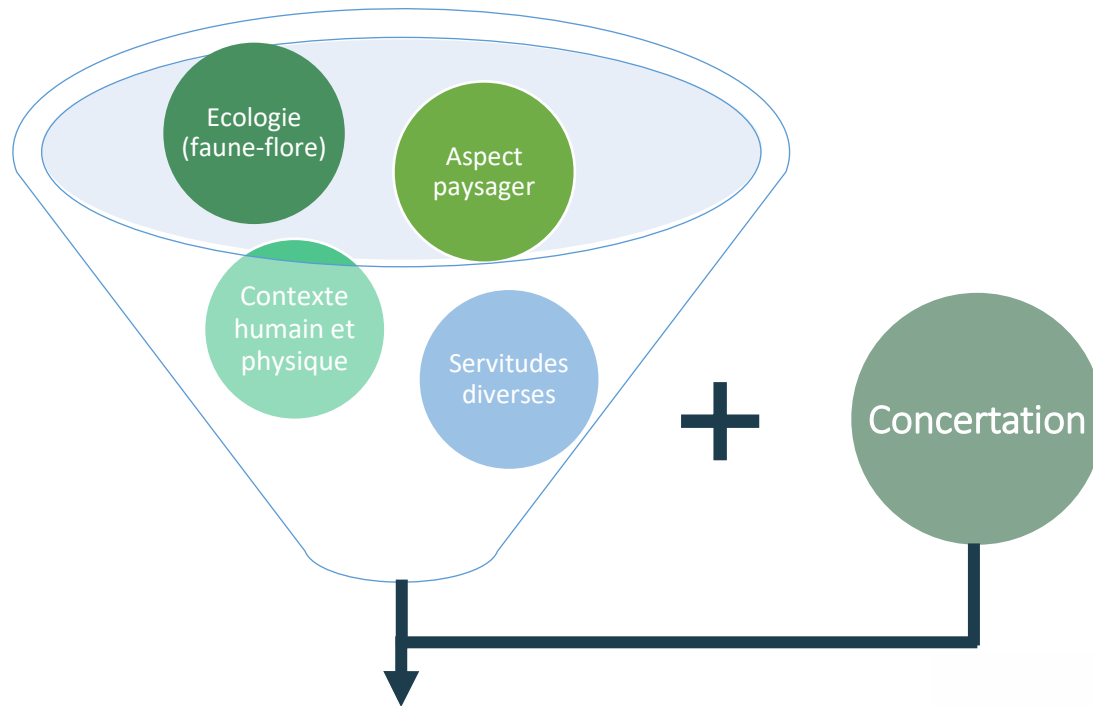 Ecologie
(faune-flore)
Aspect
paysager
Contexte
humain et
physique
Servitudes
diverses
Concertation